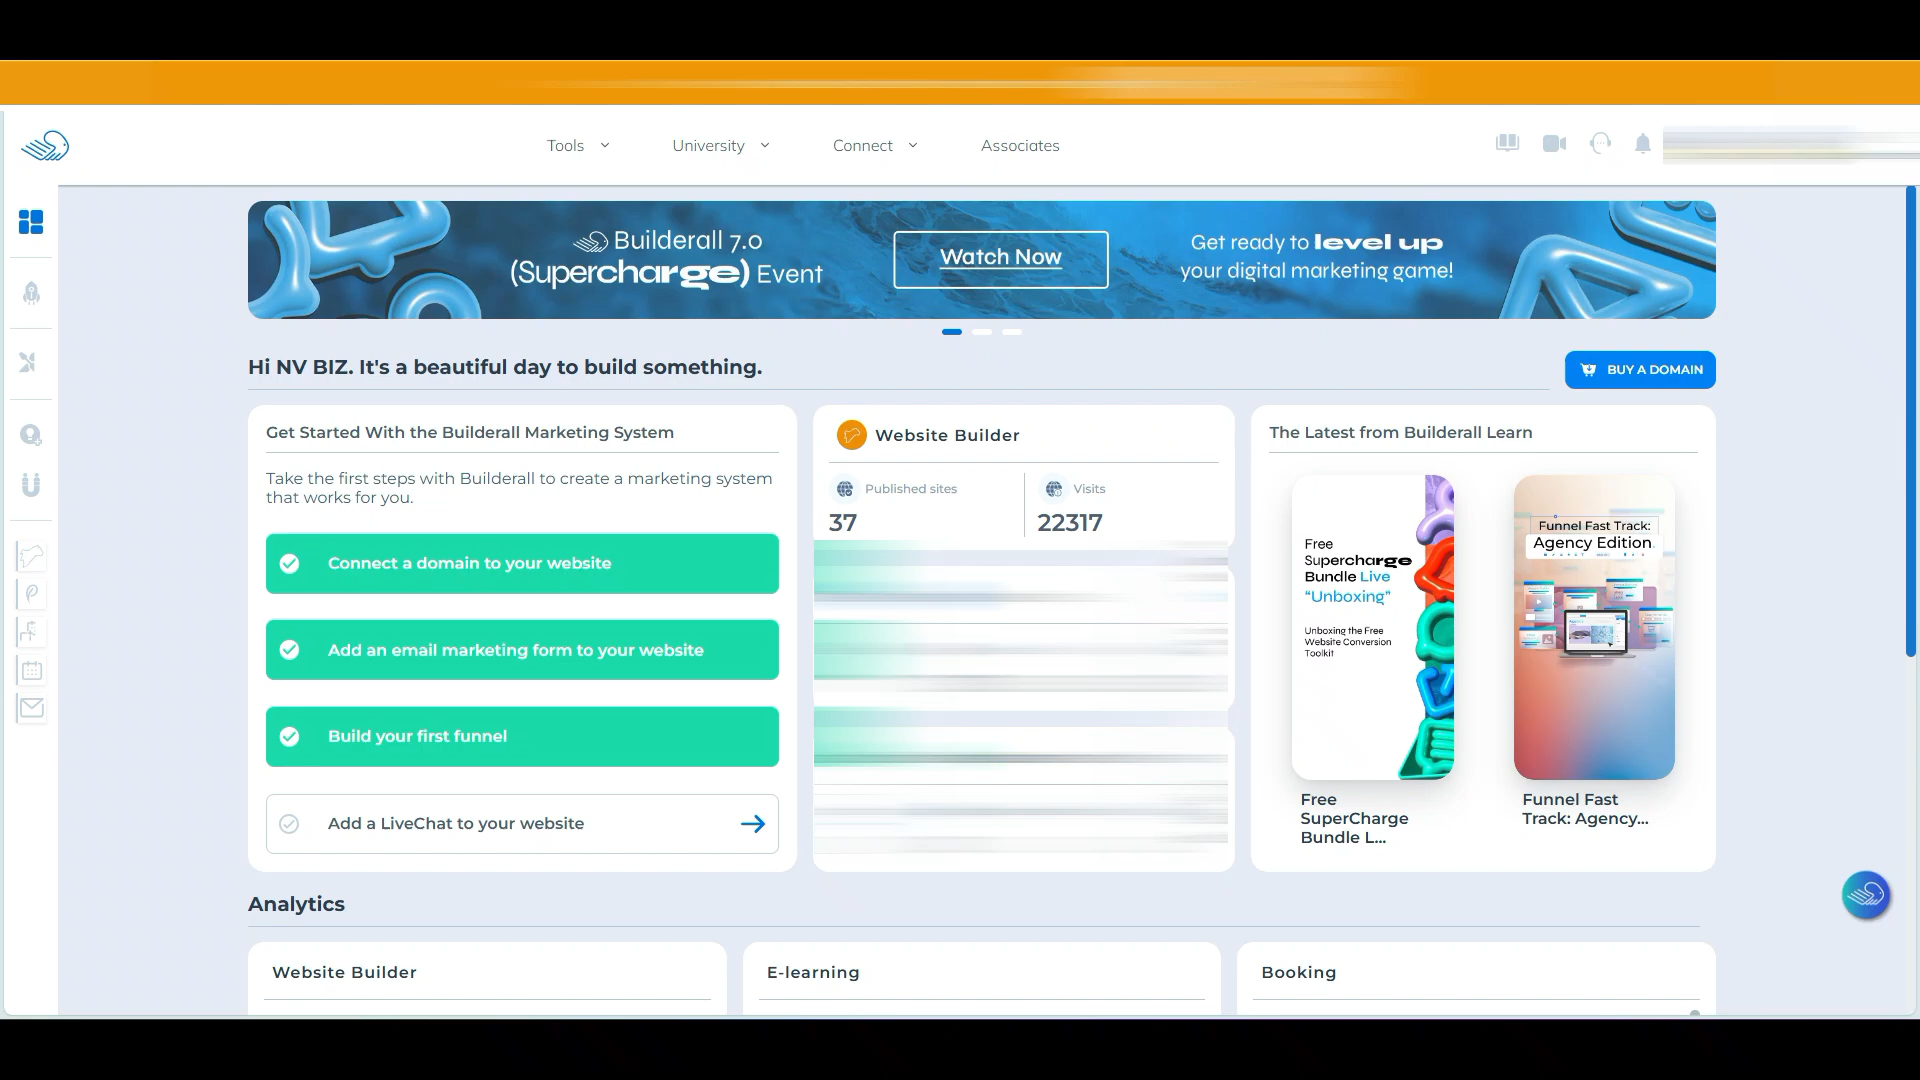 Tools
University
Connect
Associates
Builderall 7.0
(Supercharge) Event
Watch Now
Get ready to level up
your digital marketing game!
Hi NV BIZ. It's a beautiful day to build something.
BUY A DOMAIN
Get Started With the Builderall Marketing System
Take the first steps with Builderall to create a marketing system
that works for you.
Connect a domain to your website
Add an email marketing form to your website
Build your first funnel
Add a LiveChat to your website
Website Builder
Published sites
37
Visits
22317
The Latest from Builderall Learn
Free
Supercharge
Bundle Live
“Unboxing”
Unboxing the Free
Website Conversion
Toolkit
Funnel Fast Track:
Agency Edition
Free
SuperCharge
Bundle L...
Funnel Fast
Track: Agency...
Analytics
Website Builder
E-learning
Booking